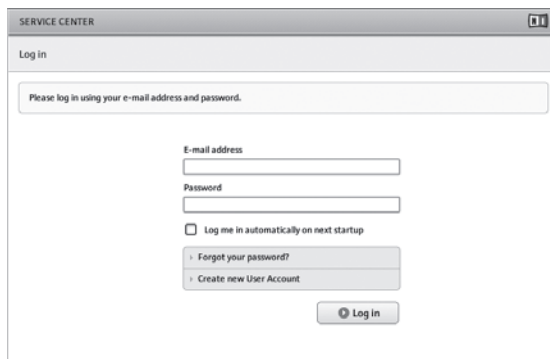 SERVICE CENTER
Log in
Please log in using your e-mail address and password.
E-mail address
Password
Log me in automatically on next startup
› Forgot your password?
› Create new User Account
Log in